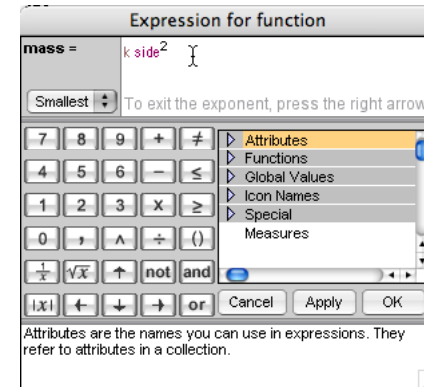 Expression for function
mass = k side²
Smallest To exit the exponent, press the right arrow
7 8 9 + ≠
4 5 6 − ≤
1 2 3 x ≥
0 , ^ ÷ ()
1/x √x ↑ not and
|x| ← ↓ → or
Attributes
Functions
Global Values
Icon Names
Special
Measures
Cancel Apply OK
Attributes are the names you can use in expressions. They
refer to attributes in a collection.